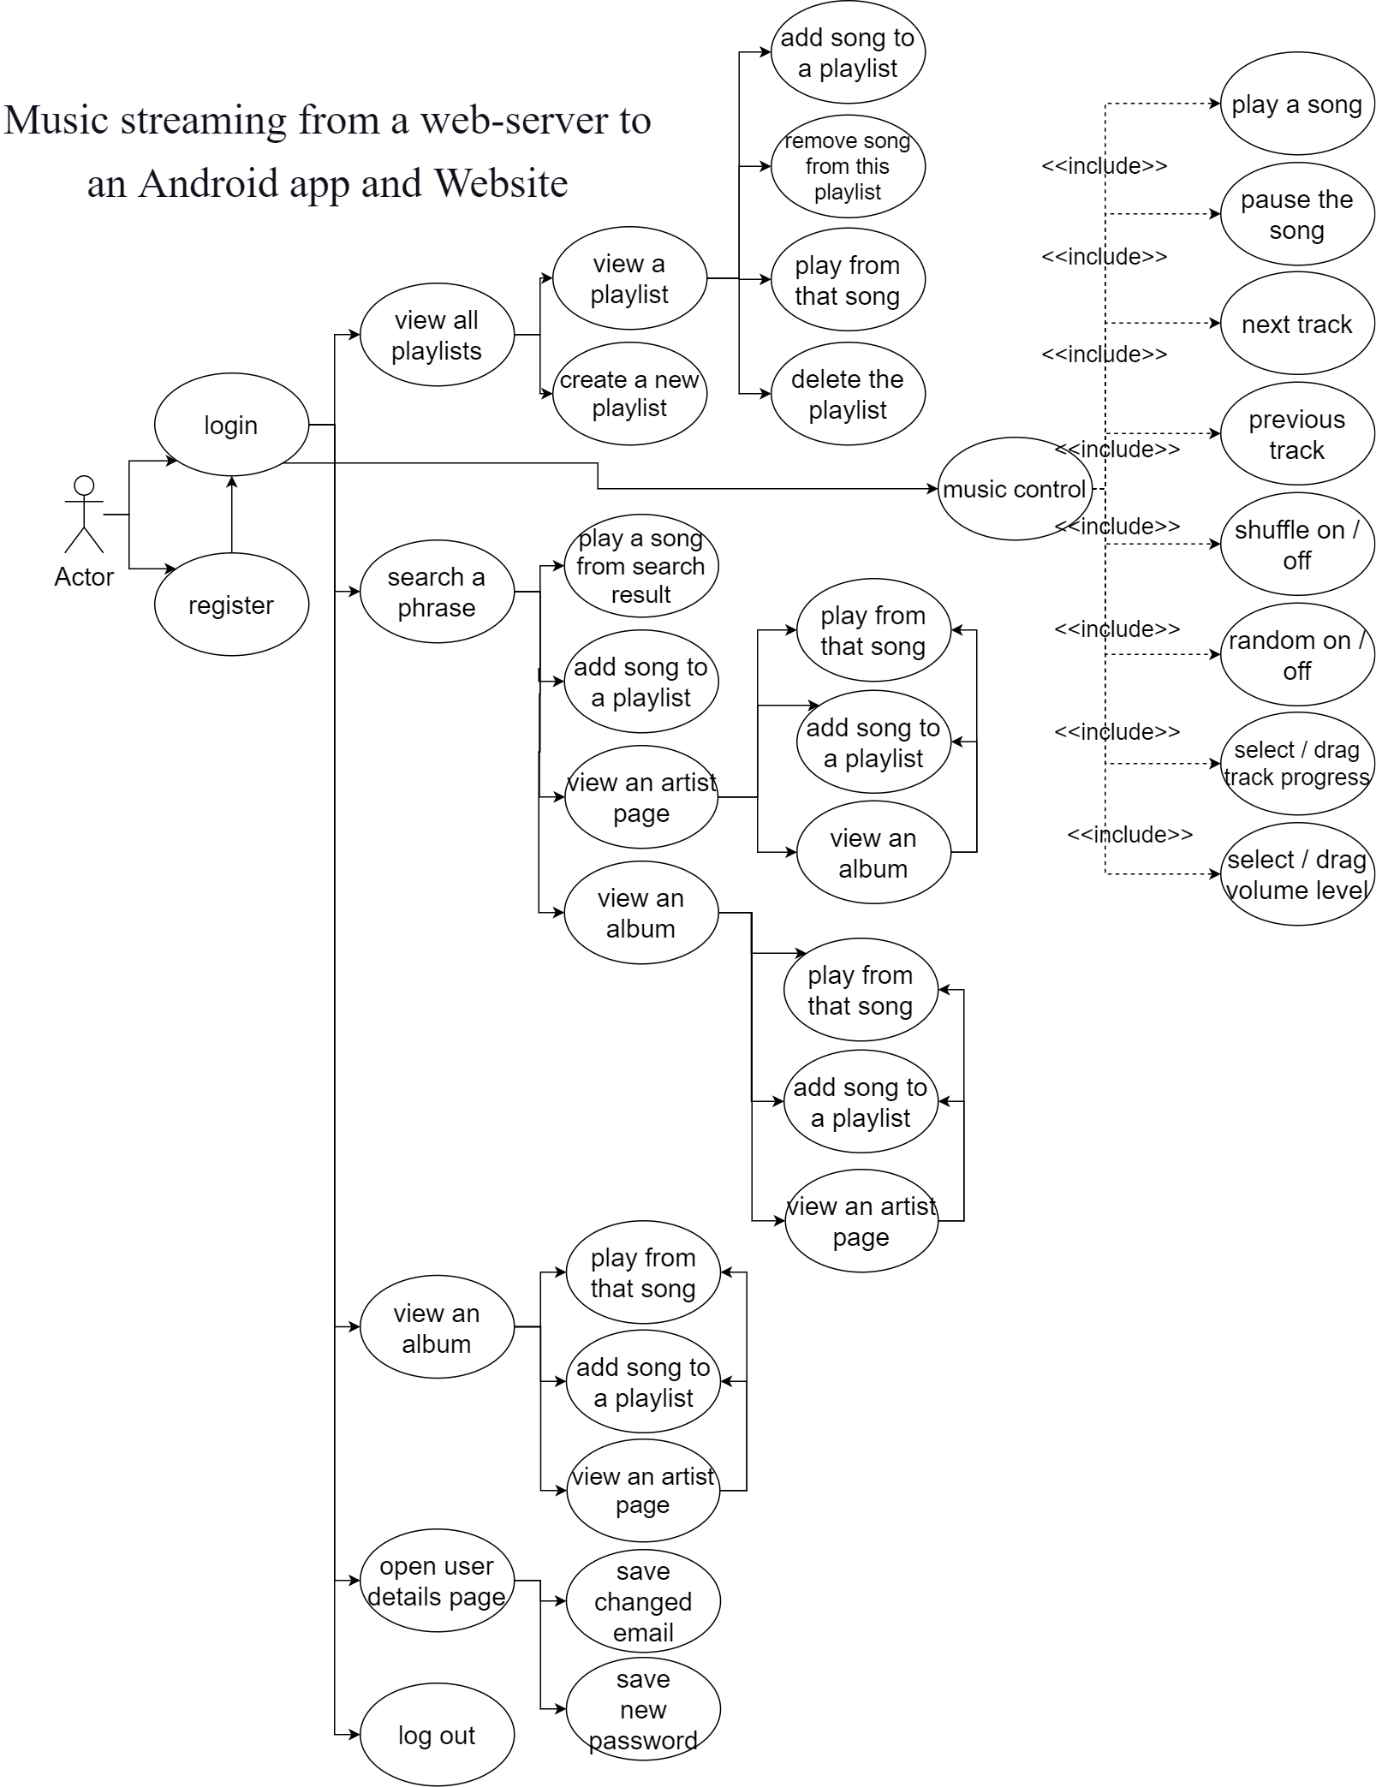 Music streaming from a web-server to
an Android app and Website
Actor
login
register
view all
playlists
view a
playlist
create a new
playlist
add song to
a playlist
remove song
from this
playlist
play from
that song
delete the
playlist
music control
<<include>>
<<include>>
<<include>>
<<include>>
<<include>>
<<include>>
<<include>>
<<include>>
play a song
pause the
song
next track
previous
track
shuffle on /
off
random on /
off
select / drag
track progress
select / drag
volume level
search a
phrase
play a song
from search
result
add song to
a playlist
view an artist
page
view an
album
play from
that song
add song to
a playlist
view an
album
play from
that song
add song to
a playlist
view an artist
page
view an
album
play from
that song
add song to
a playlist
view an artist
page
open user
details page
save
changed
email
save
new
password
log out